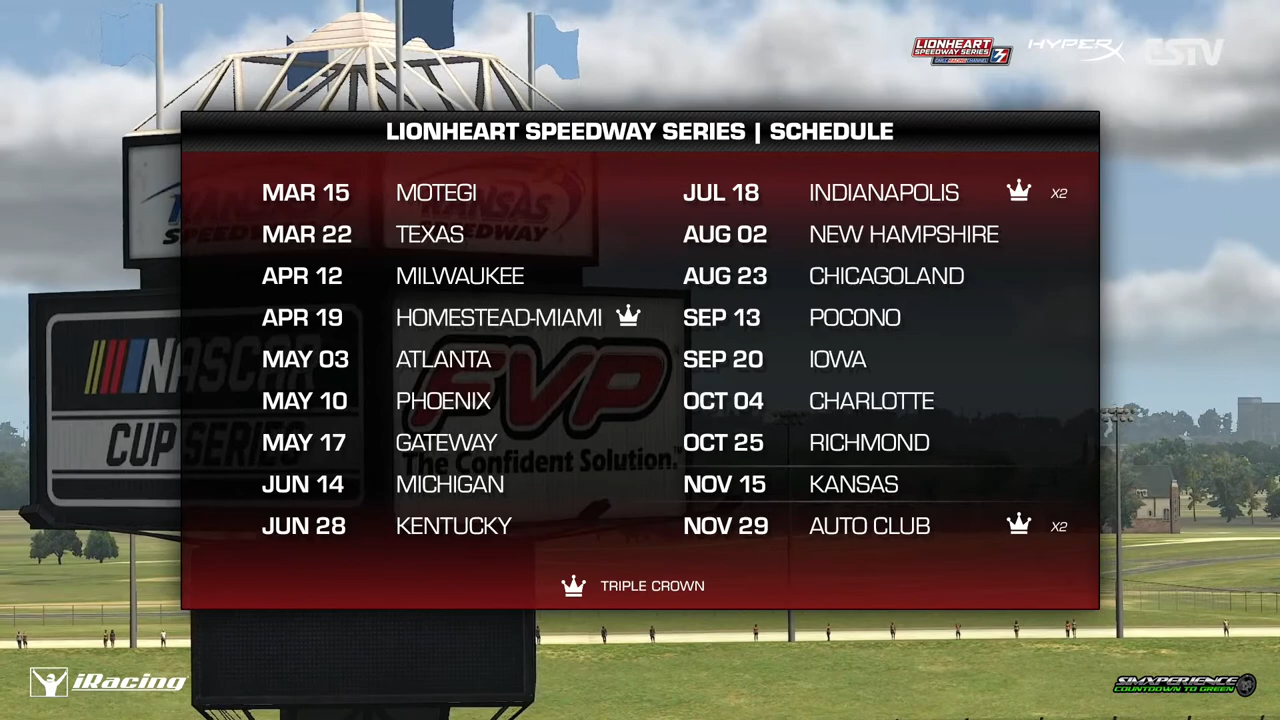 LIONHEART
SPEEDWAY SERIES
HYPERX
ESTV
LIONHEART SPEEDWAY SERIES | SCHEDULE
MAR 15 MOTEGI
MAR 22 TEXAS
APR 12 MILWAUKEE
APR 19 HOMESTEAD-MIAMI
MAY 03 ATLANTA
MAY 10 PHOENIX
MAY 17 GATEWAY
JUN 14 MICHIGAN
JUN 28 KENTUCKY
JUL 18 INDIANAPOLIS X2
AUG 02 NEW HAMPSHIRE
AUG 23 CHICAGOLAND
SEP 13 POCONO
SEP 20 IOWA
OCT 04 CHARLOTTE
OCT 25 RICHMOND
NOV 15 KANSAS
NOV 29 AUTO CLUB X2
TRIPLE CROWN
KANSAS
SPEEDWAY
KANSAS
SPEEDWAY
NASCAR
CUP SERIES
FVP
The Confident Solution.™
iRacing
SIMXPERIENCE
COUNTDOWN TO GREEN